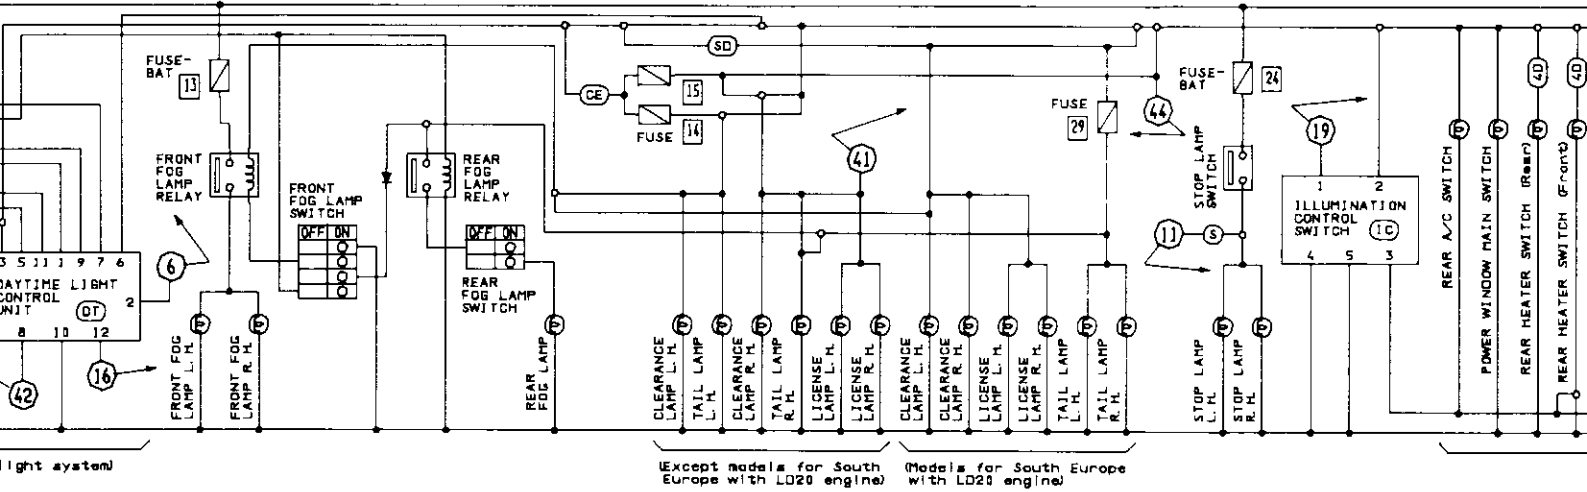 FUSE-
BAT
13
FRONT
FOG
LAMP
RELAY
FRONT
FOG LAMP
SWITCH
OFF ON
REAR
FOG
LAMP
RELAY
OFF ON
REAR
FOG LAMP
SWITCH
SD
CE
15
FUSE 14
41
FUSE
29
44
FUSE-
BAT
24
STOP LAMP
SWITCH
11
S
19
1 2
ILLUMINATION
CONTROL
SWITCH IC
4 5 3
4D
4D
REAR A/C SWITCH
POWER WINDOW MAIN SWITCH
REAR HEATER SWITCH (Rear)
REAR HEATER SWITCH (Front)
3 5 11 1 9 7 6
DAYTIME LIGHT
CONTROL
UNIT DT
2
8 10 12
6
42
16
FRONT FOG
LAMP L.H.
FRONT FOG
LAMP R.H.
REAR
FOG LAMP
CLEARANCE
LAMP L.H.
TAIL LAMP
L.H.
CLEARANCE
LAMP R.H.
TAIL LAMP
R.H.
LICENSE
LAMP L.H.
LICENSE
LAMP R.H.
CLEARANCE
LAMP L.H.
CLEARANCE
LAMP R.H.
LICENSE
LAMP L.H.
LICENSE
LAMP R.H.
TAIL LAMP
L.H.
TAIL LAMP
R.H.
STOP LAMP
L.H.
STOP LAMP
R.H.
light system)
(Except models for South
Europe with LD20 engine)
(Models for South Europe
with LD20 engine)